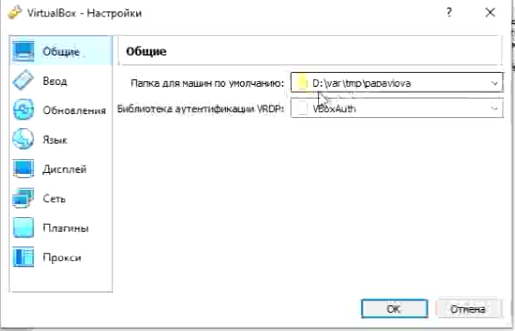 VirtualBox - Настройки
?
Общие
Общие
Папка для машин по умолчанию:
D:\var\tmp\papavlova
Библиотека аутентификации VRDP:
VBoxAuth
Ввод
Обновления
Язык
Дисплей
Сеть
Плагины
Прокси
OK
Отмена